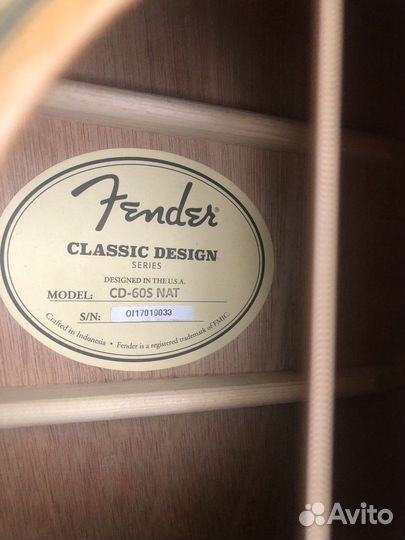 Fender®
CLASSIC DESIGN
SERIES
DESIGNED IN THE U.S.A.
MODEL: CD-60S NAT
S/N: OI17019033
Crafted in Indonesia • Fender is a registered trademark of FMIC
Avito